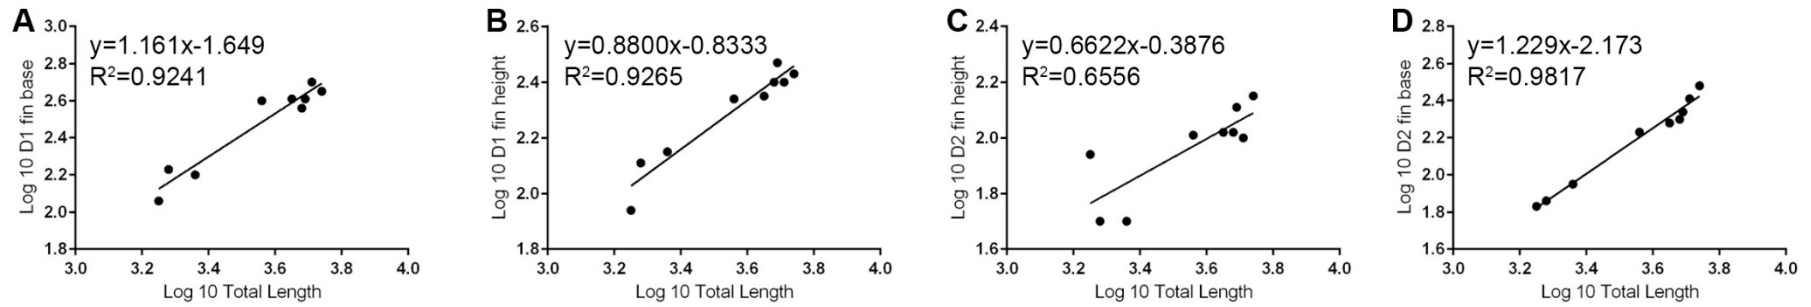 A
y=1.161x-1.649
R²=0.9241
Log 10 D1 fin base
3.0
2.8
2.6
2.4
2.2
2.0
1.8
3.0 3.2 3.4 3.6 3.8 4.0
Log 10 Total Length
B
y=0.8800x-0.8333
R²=0.9265
Log 10 D1 fin height
2.6
2.4
2.2
2.0
1.8
3.0 3.2 3.4 3.6 3.8 4.0
Log 10 Total Length
C
y=0.6622x-0.3876
R²=0.6556
Log 10 D2 fin height
2.4
2.2
2.0
1.8
1.6
3.0 3.2 3.4 3.6 3.8 4.0
Log 10 Total Length
D
y=1.229x-2.173
R²=0.9817
Log 10 D2 fin base
2.8
2.6
2.4
2.2
2.0
1.8
1.6
3.0 3.2 3.4 3.6 3.8 4.0
Log 10 Total Length